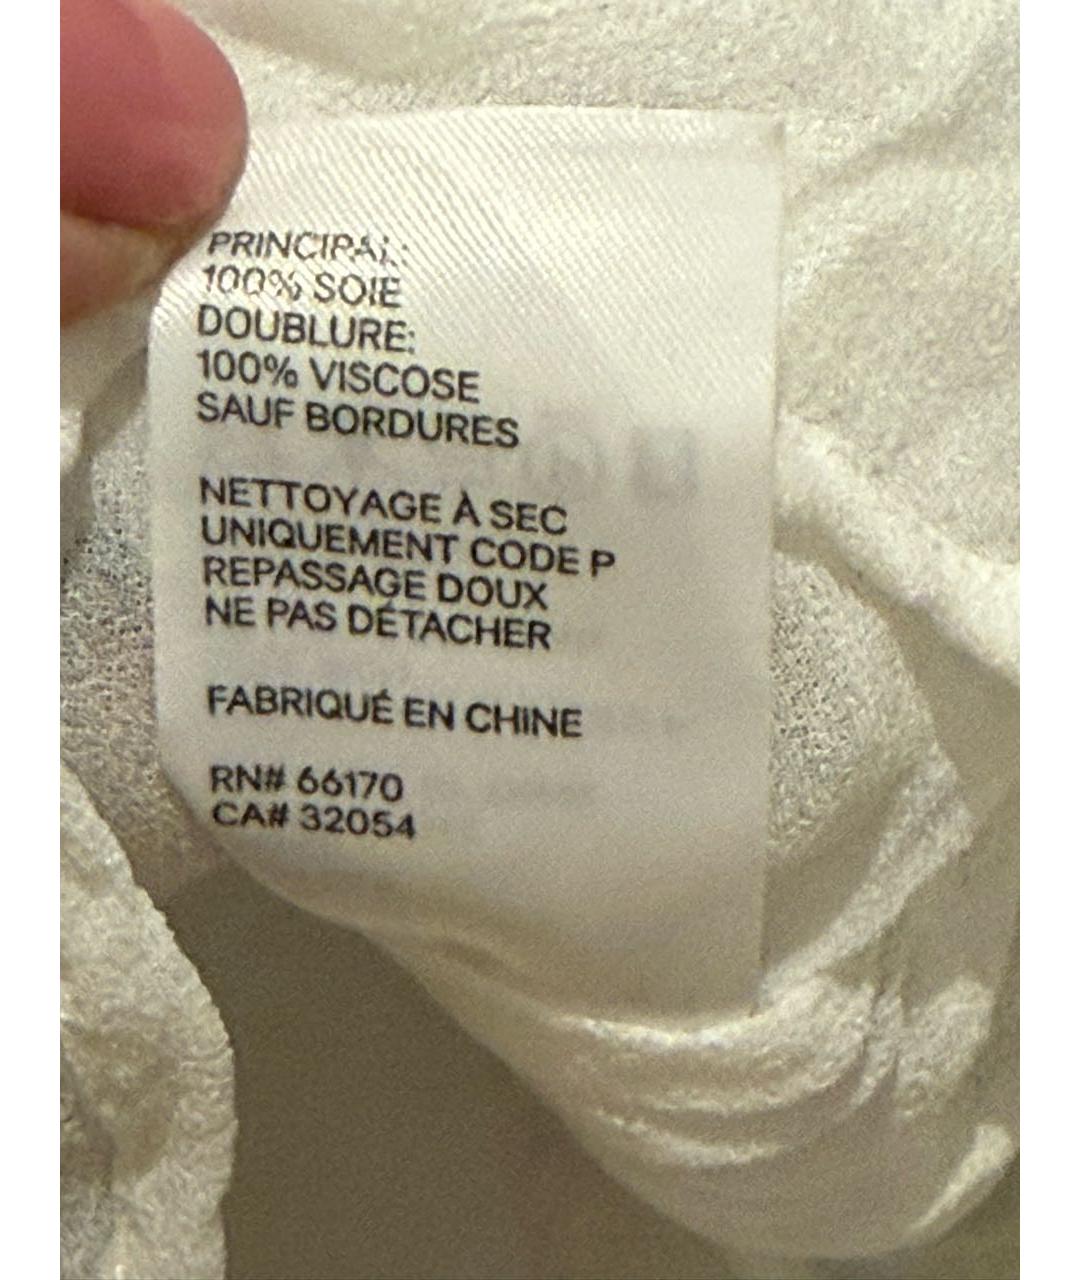 PRINCIPAL:
100% SOIE
DOUBLURE:
100% VISCOSE
SAUF BORDURES
NETTOYAGE À SEC
UNIQUEMENT CODE P
REPASSAGE DOUX
NE PAS DÉTACHER
FABRIQUÉ EN CHINE
RN# 66170
CA# 32054